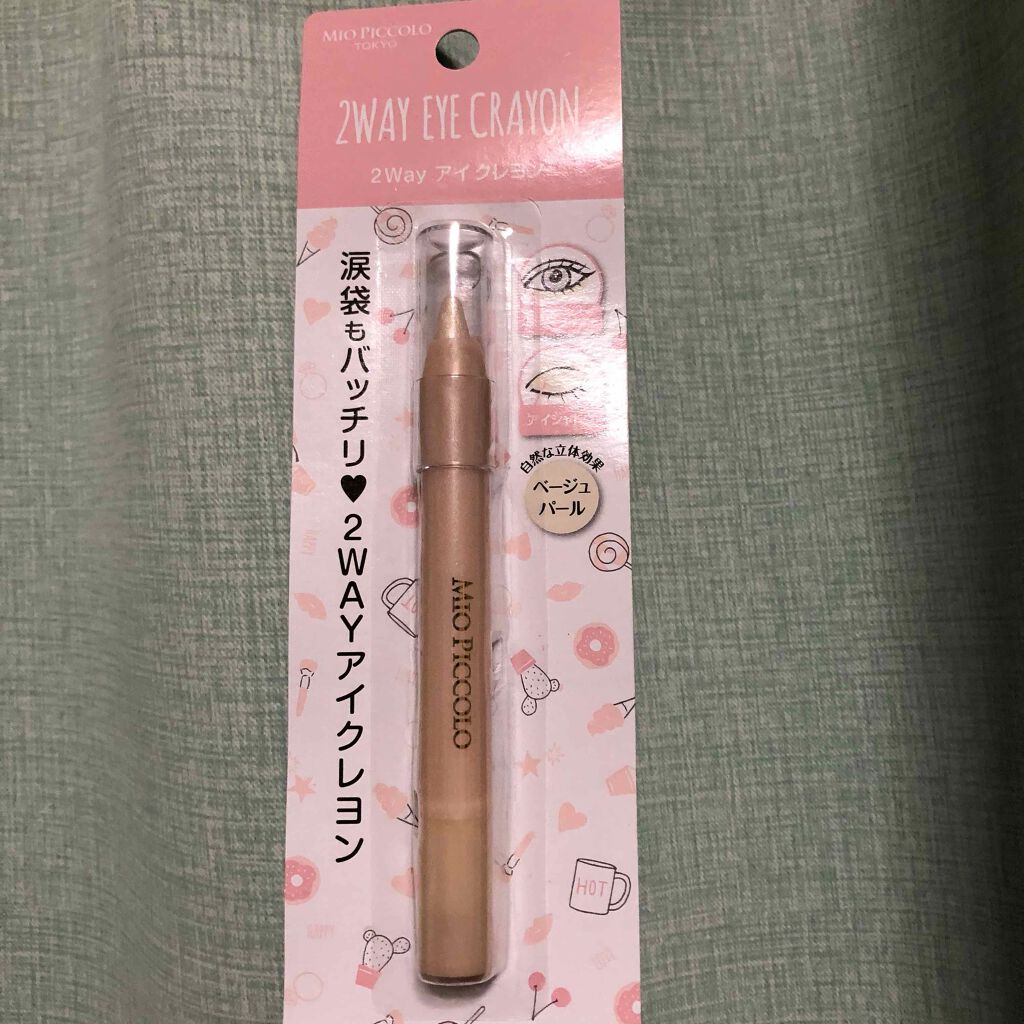 MIO PICCOLO
TOKYO
2WAY EYE CRAYON
2Way アイクレヨン
涙袋もバッチリ♥2WAYアイクレヨン
自然な立体効果
ベージュ
パール
MIO PICCOLO
HOT
HAPPY